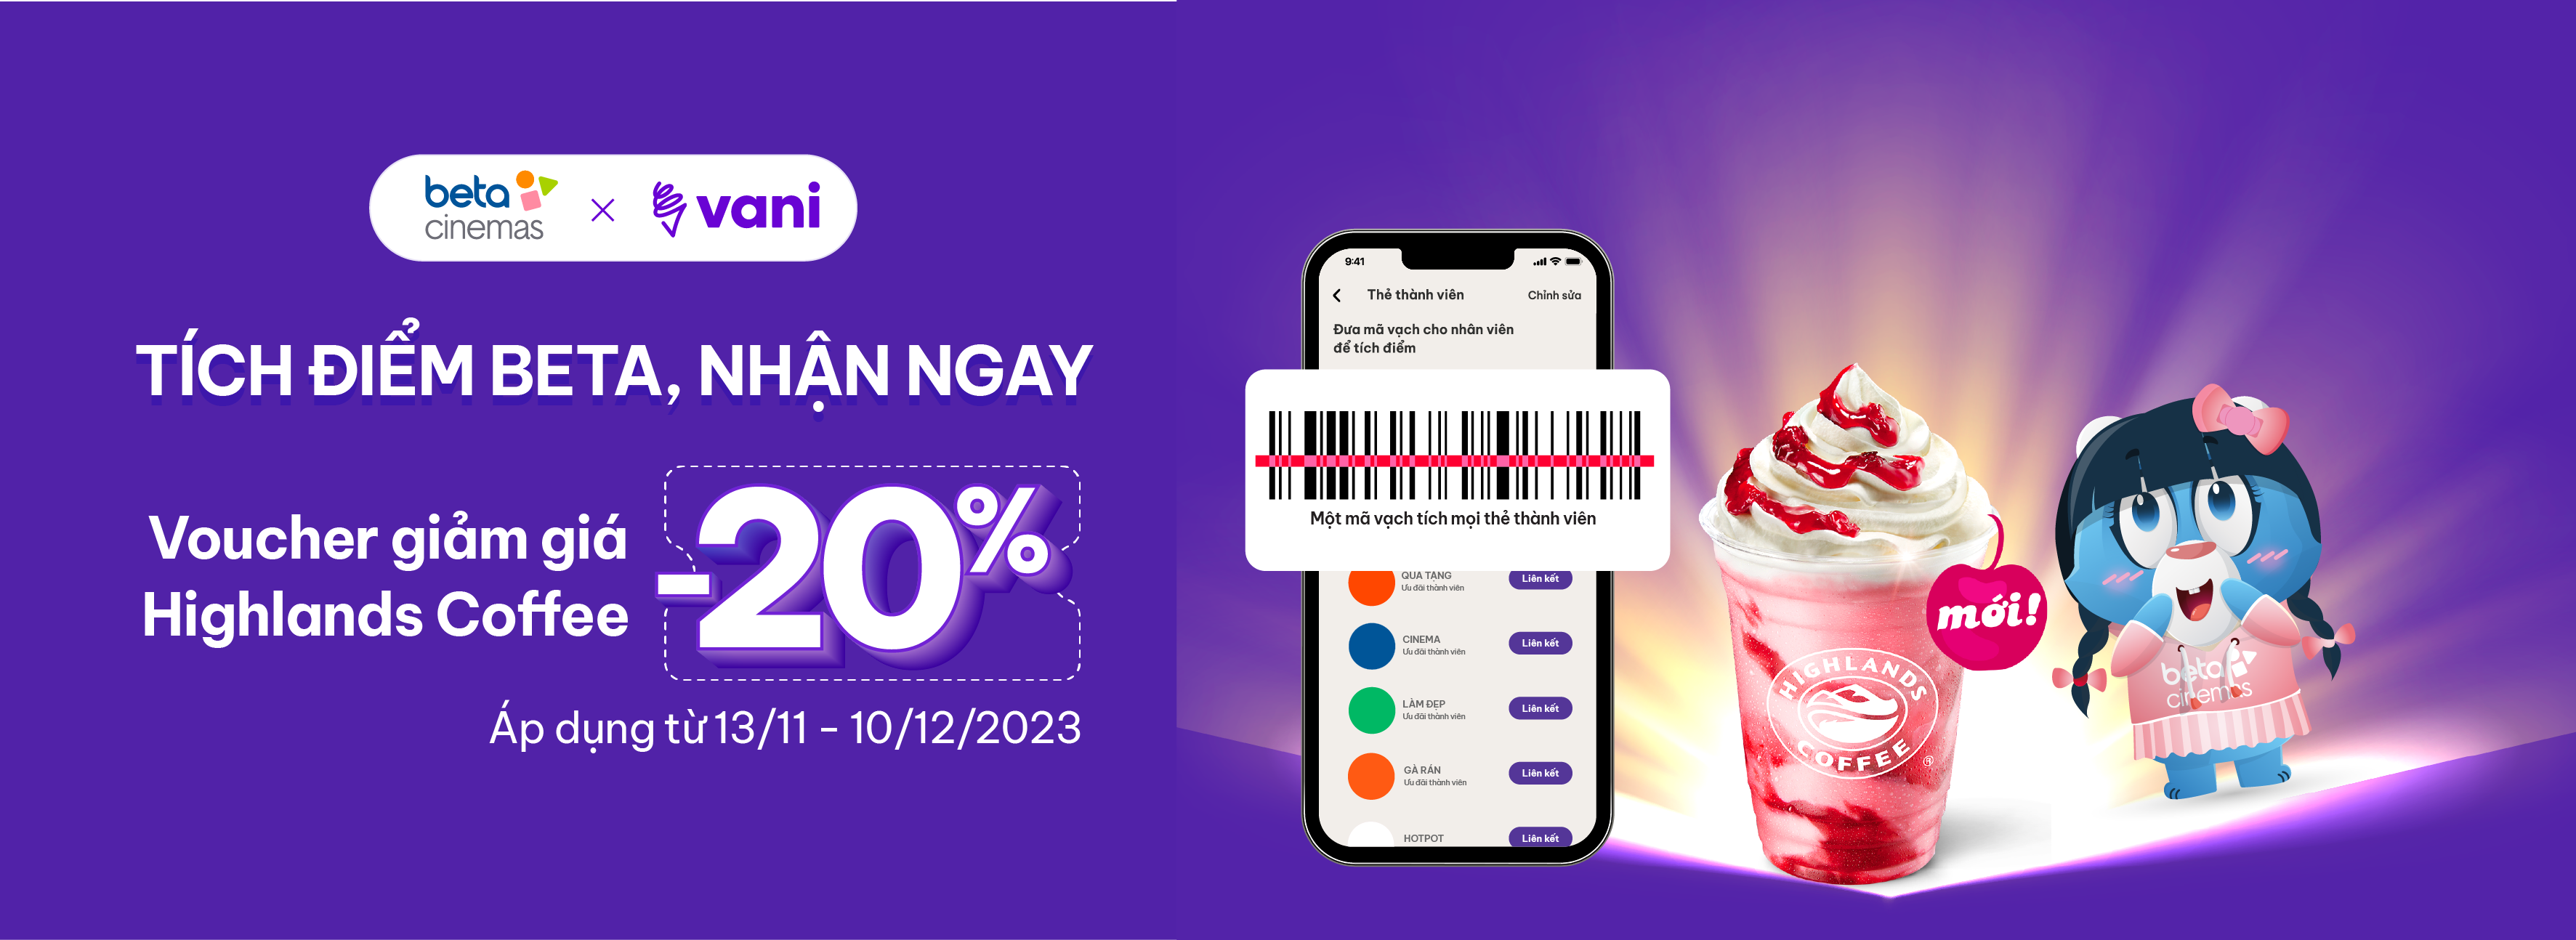 beta
cinemas
vani
TÍCH ĐIỂM BETA, NHẬN NGAY
Voucher giảm giá
Highlands Coffee
-20%
Áp dụng từ 13/11 - 10/12/2023
9:41
Thẻ thành viên
Chỉnh sửa
Đưa mã vạch cho nhân viên
để tích điểm
Một mã vạch tích mọi thẻ thành viên
QUÀ TẶNG
Ưu đãi thành viên
Liên kết
CINEMA
Ưu đãi thành viên
Liên kết
LÀM ĐẸP
Ưu đãi thành viên
Liên kết
GÀ RÁN
Ưu đãi thành viên
Liên kết
HOTPOT
Liên kết
mới!
HIGHLANDS
COFFEE
®
beta
cinemas